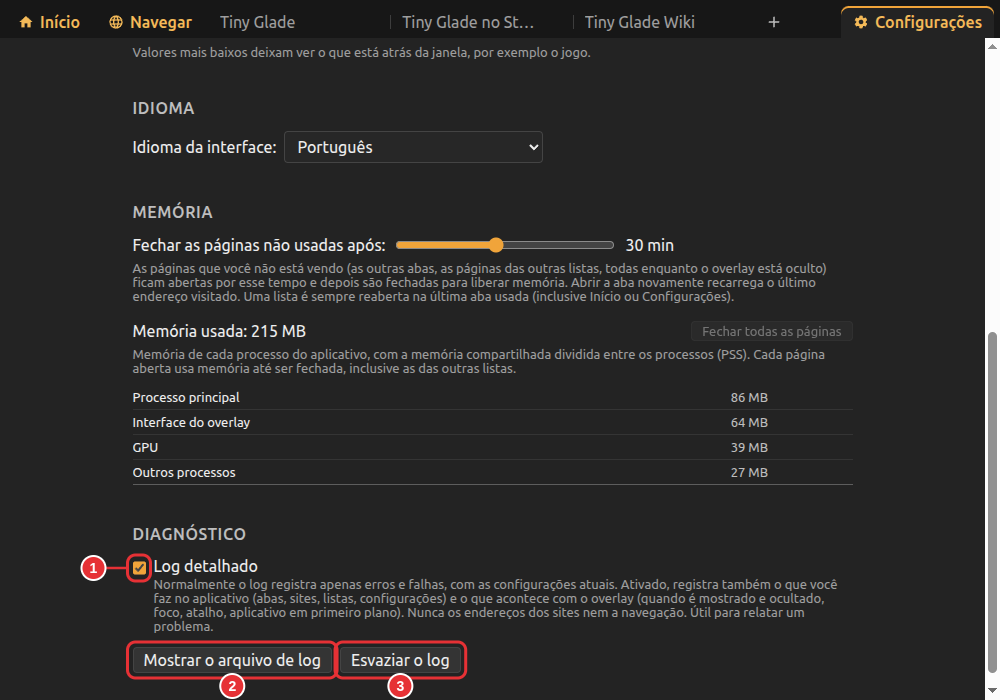 Início
Navegar
Tiny Glade
Tiny Glade no St…
Tiny Glade Wiki
+
Configurações
Valores mais baixos deixam ver o que está atrás da janela, por exemplo o jogo.
IDIOMA
Idioma da interface: Português
MEMÓRIA
Fechar as páginas não usadas após: 30 min
As páginas que você não está vendo (as outras abas, as páginas das outras listas, todas enquanto o overlay está oculto)
ficam abertas por esse tempo e depois são fechadas para liberar memória. Abrir a aba novamente recarrega o último
endereço visitado. Uma lista é sempre reaberta na última aba usada (inclusive Início ou Configurações).
Memória usada: 215 MB
Fechar todas as páginas
Memória de cada processo do aplicativo, com a memória compartilhada dividida entre os processos (PSS). Cada página
aberta usa memória até ser fechada, inclusive as das outras listas.
Processo principal 86 MB
Interface do overlay 64 MB
GPU 39 MB
Outros processos 27 MB
DIAGNÓSTICO
1 Log detalhado
Normalmente o log registra apenas erros e falhas, com as configurações atuais. Ativado, registra também o que você
faz no aplicativo (abas, sites, listas, configurações) e o que acontece com o overlay (quando é mostrado e ocultado,
foco, atalho, aplicativo em primeiro plano). Nunca os endereços dos sites nem a navegação. Útil para relatar um
problema.
Mostrar o arquivo de log
Esvaziar o log
2
3